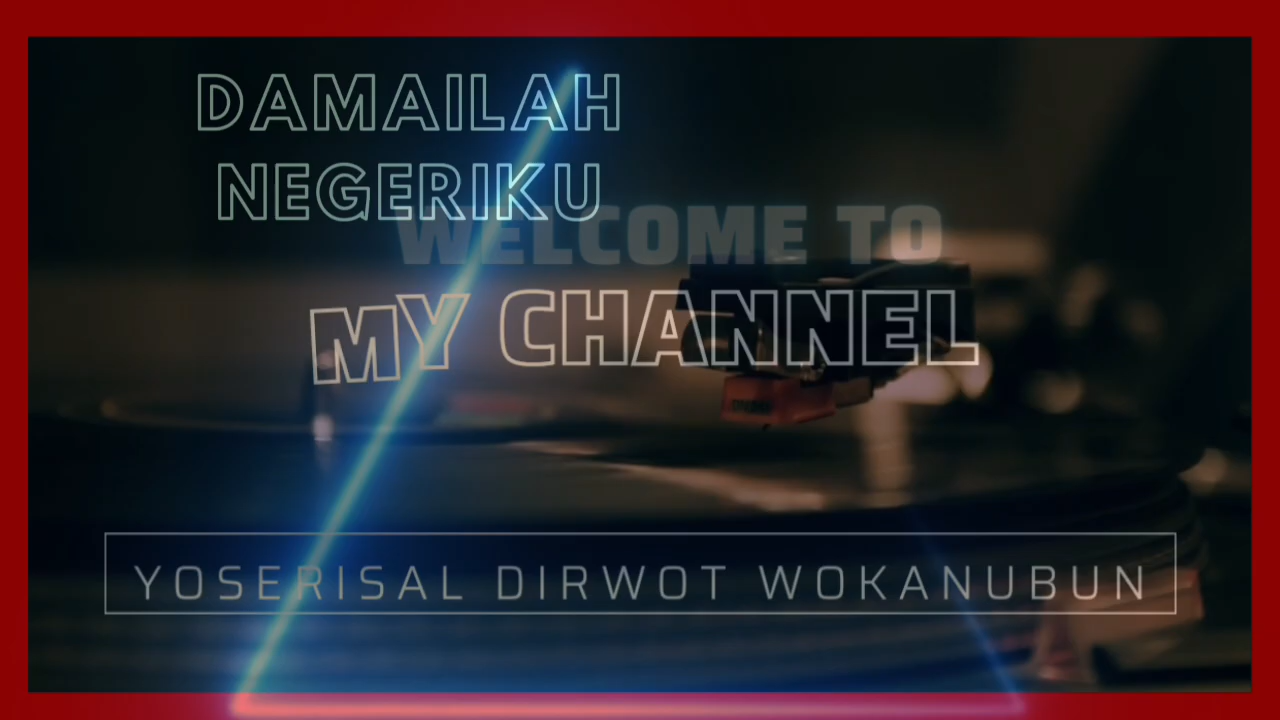 DAMAILAH
NEGERIKU
WELCOME TO
MY CHANNEL
YOSERISAL DIRWOT WOKANUBUN